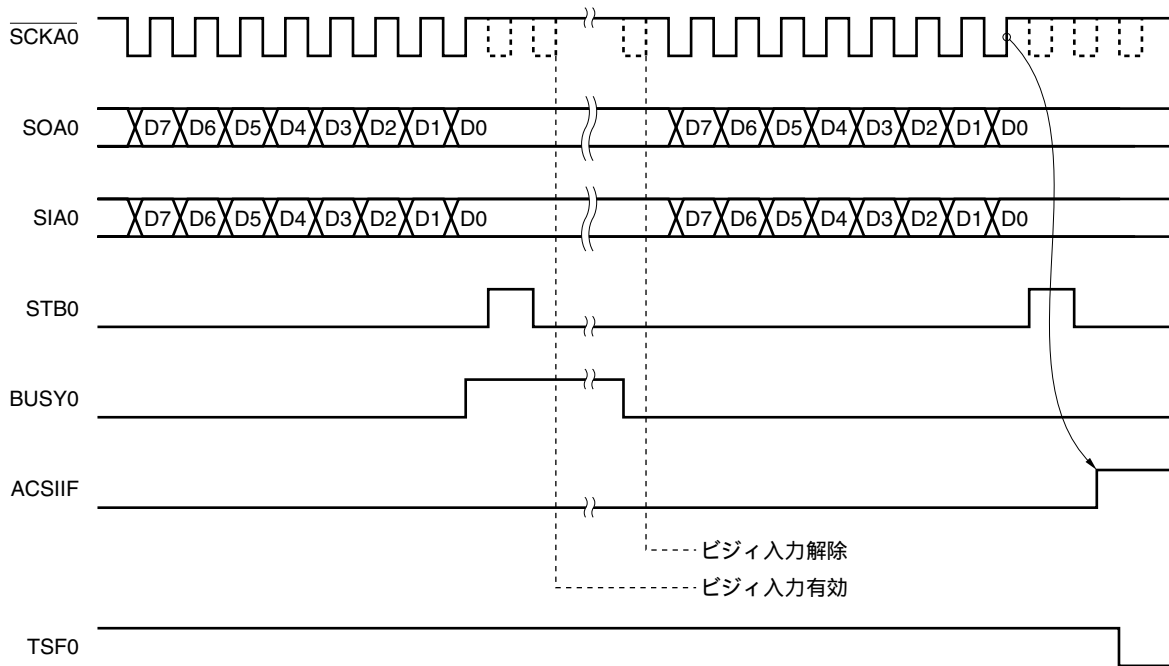 SCKA0
SOA0 D7 D6 D5 D4 D3 D2 D1 D0 D7 D6 D5 D4 D3 D2 D1 D0
SIA0 D7 D6 D5 D4 D3 D2 D1 D0 D7 D6 D5 D4 D3 D2 D1 D0
STB0
BUSY0
ACSIIF
ビジィ入力解除
ビジィ入力有効
TSF0